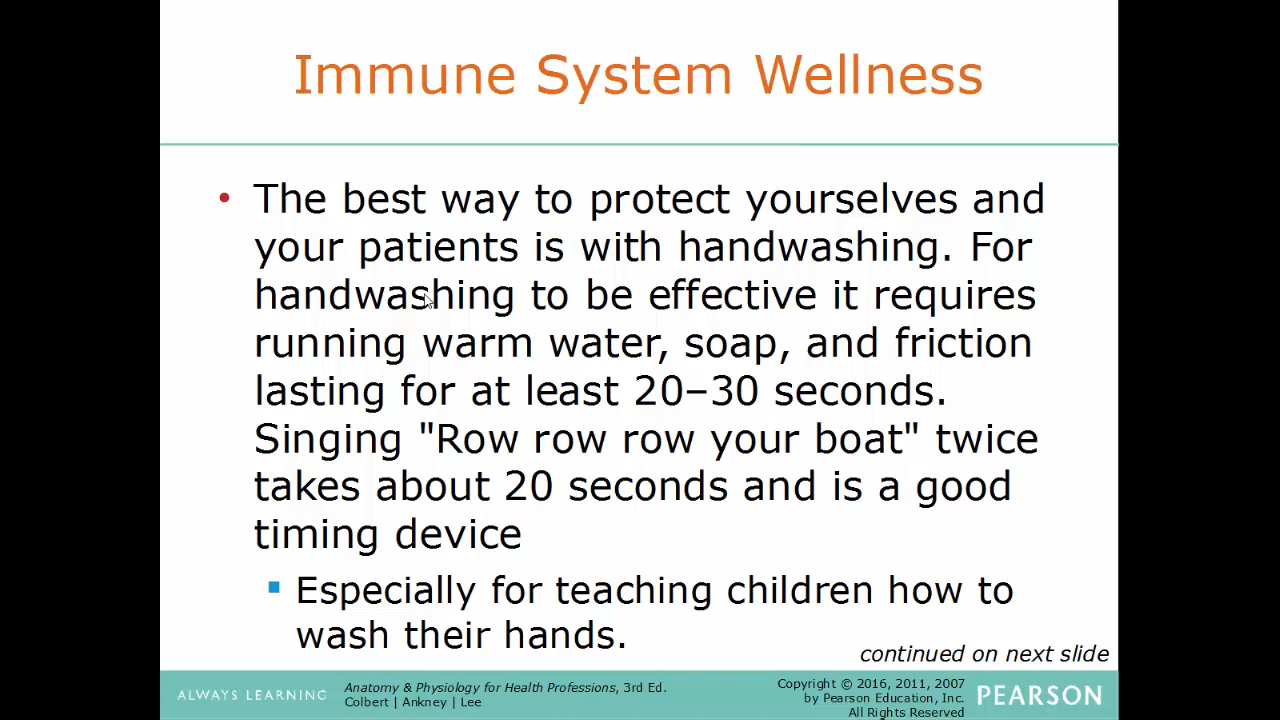 Immune System Wellness
• The best way to protect yourselves and
your patients is with handwashing. For
handwashing to be effective it requires
running warm water, soap, and friction
lasting for at least 20–30 seconds.
Singing "Row row row your boat" twice
takes about 20 seconds and is a good
timing device
▪ Especially for teaching children how to
wash their hands.
continued on next slide
ALWAYS LEARNING
Anatomy & Physiology for Health Professions, 3rd Ed.
Colbert | Ankney | Lee
Copyright © 2016, 2011, 2007
by Pearson Education, Inc.
All Rights Reserved
PEARSON